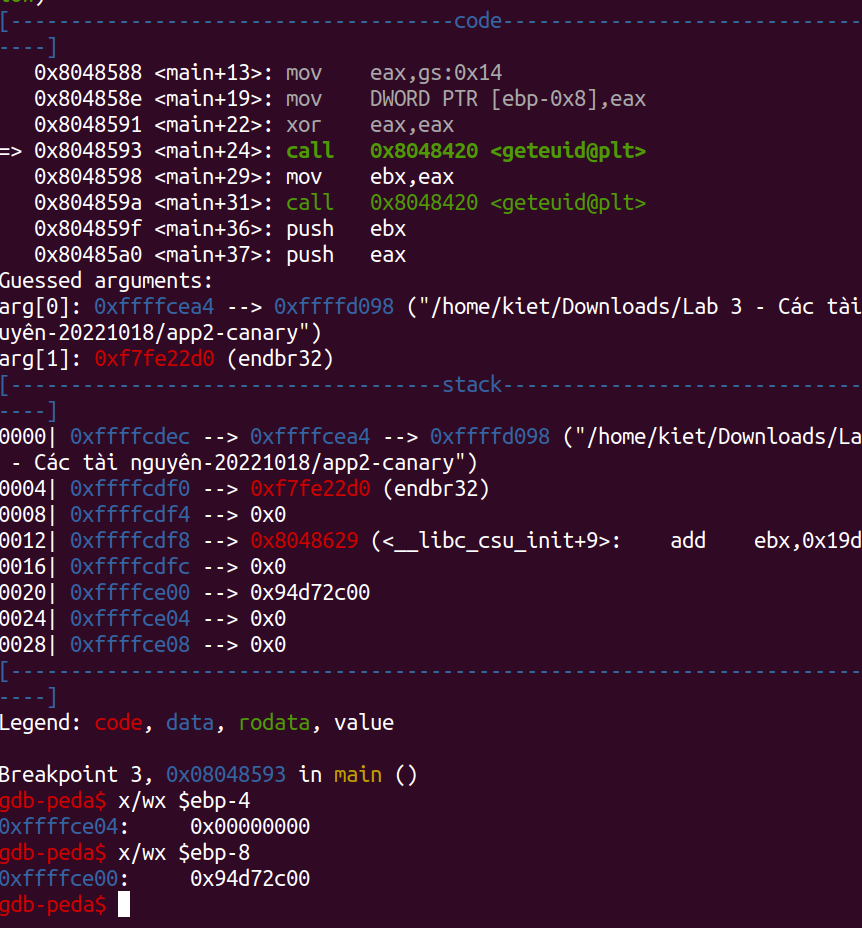 [-------------------------------------code------------------------------
----]
   0x8048588 <main+13>: mov    eax,gs:0x14
   0x804858e <main+19>: mov    DWORD PTR [ebp-0x8],eax
   0x8048591 <main+22>: xor    eax,eax
=> 0x8048593 <main+24>: call   0x8048420 <geteuid@plt>
   0x8048598 <main+29>: mov    ebx,eax
   0x804859a <main+31>: call   0x8048420 <geteuid@plt>
   0x804859f <main+36>: push   ebx
   0x80485a0 <main+37>: push   eax
Guessed arguments:
arg[0]: 0xffffcea4 --> 0xffffd098 ("/home/kiet/Downloads/Lab 3 - Các tài
uyên-20221018/app2-canary")
arg[1]: 0xf7fe22d0 (endbr32)
[------------------------------------stack------------------------------
----]
0000| 0xffffcdec --> 0xffffcea4 --> 0xffffd098 ("/home/kiet/Downloads/La
 - Các tài nguyên-20221018/app2-canary")
0004| 0xffffcdf0 --> 0xf7fe22d0 (endbr32)
0008| 0xffffcdf4 --> 0x0
0012| 0xffffcdf8 --> 0x8048629 (<__libc_csu_init+9>:    add    ebx,0x19d
0016| 0xffffcdfc --> 0x0
0020| 0xffffce00 --> 0x94d72c00
0024| 0xffffce04 --> 0x0
0028| 0xffffce08 --> 0x0
[-----------------------------------------------------------------------
----]
Legend: code, data, rodata, value

Breakpoint 3, 0x08048593 in main ()
gdb-peda$ x/wx $ebp-4
0xffffce04:     0x00000000
gdb-peda$ x/wx $ebp-8
0xffffce00:     0x94d72c00
gdb-peda$